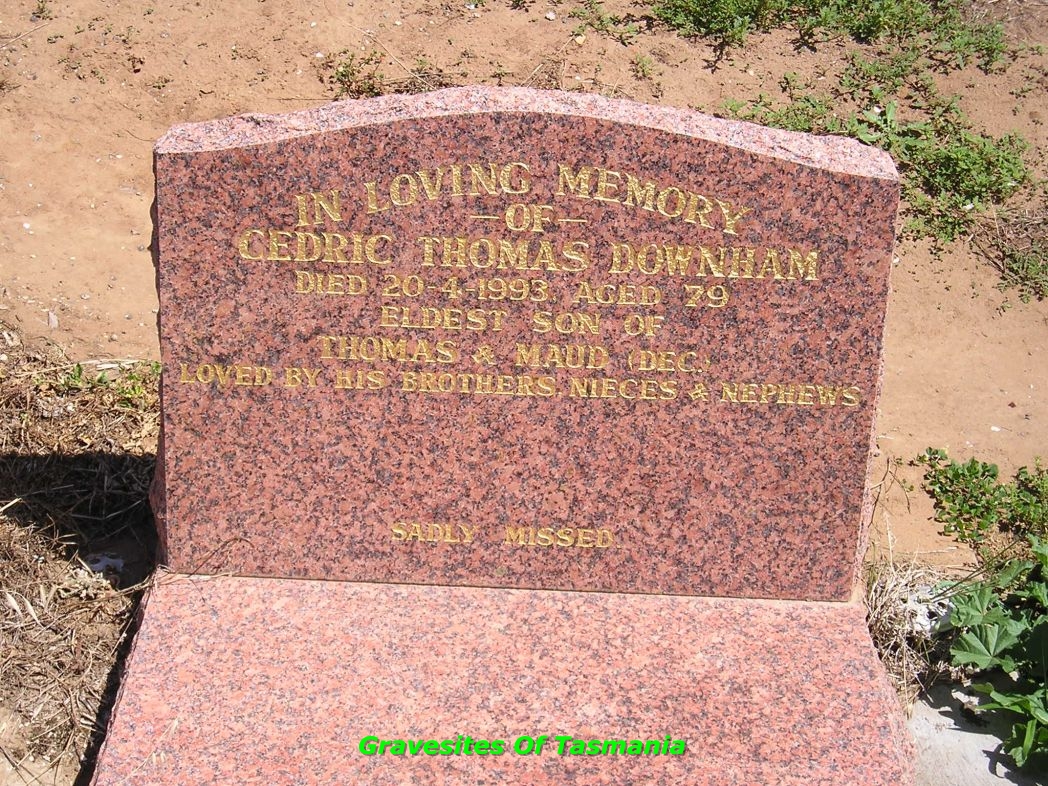 IN LOVING MEMORY
—OF—
CEDRIC THOMAS DOWNHAM
DIED 20-4-1993 AGED 79
ELDEST SON OF
THOMAS & MAUD (DEC.)
LOVED BY HIS BROTHERS, NIECES & NEPHEWS
SADLY MISSED.
Gravesites Of Tasmania